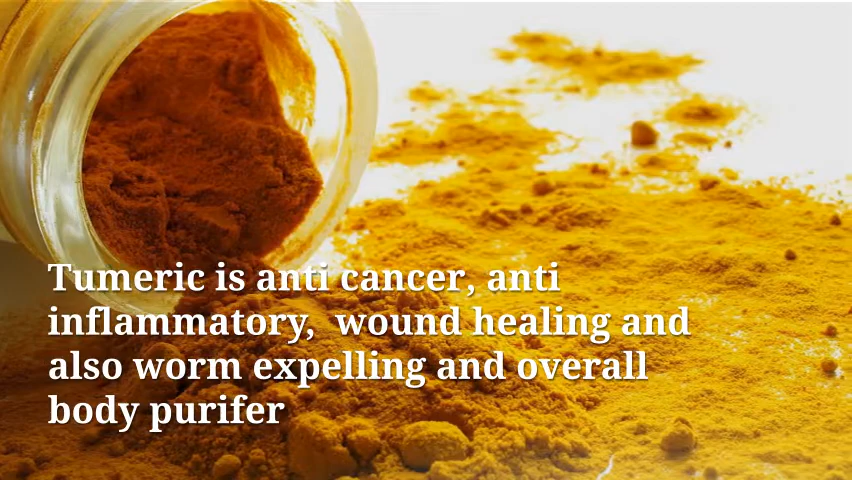 Tumeric is anti cancer, anti
inflammatory,  wound healing and
also worm expelling and overall
body purifer